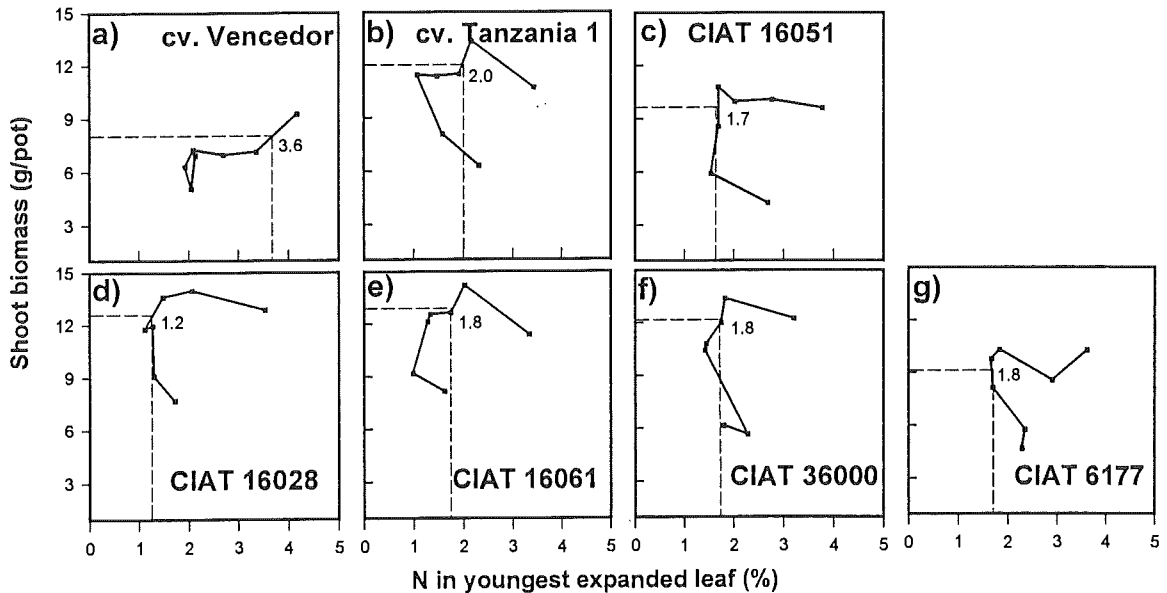 a) cv. Vencedor
b) cv. Tanzania 1
c) CIAT 16051
15
12
9
6
3
3.6
2.0
1.7
Shoot biomass (g/pot)
d)
e)
f)
g)
15
12
9
6
3
1.2
1.8
1.8
1.8
CIAT 16028
CIAT 16061
CIAT 36000
CIAT 6177
0 1 2 3 4 5
0 1 2 3 4 5
0 1 2 3 4 5
0 1 2 3 4 5
N in youngest expanded leaf (%)